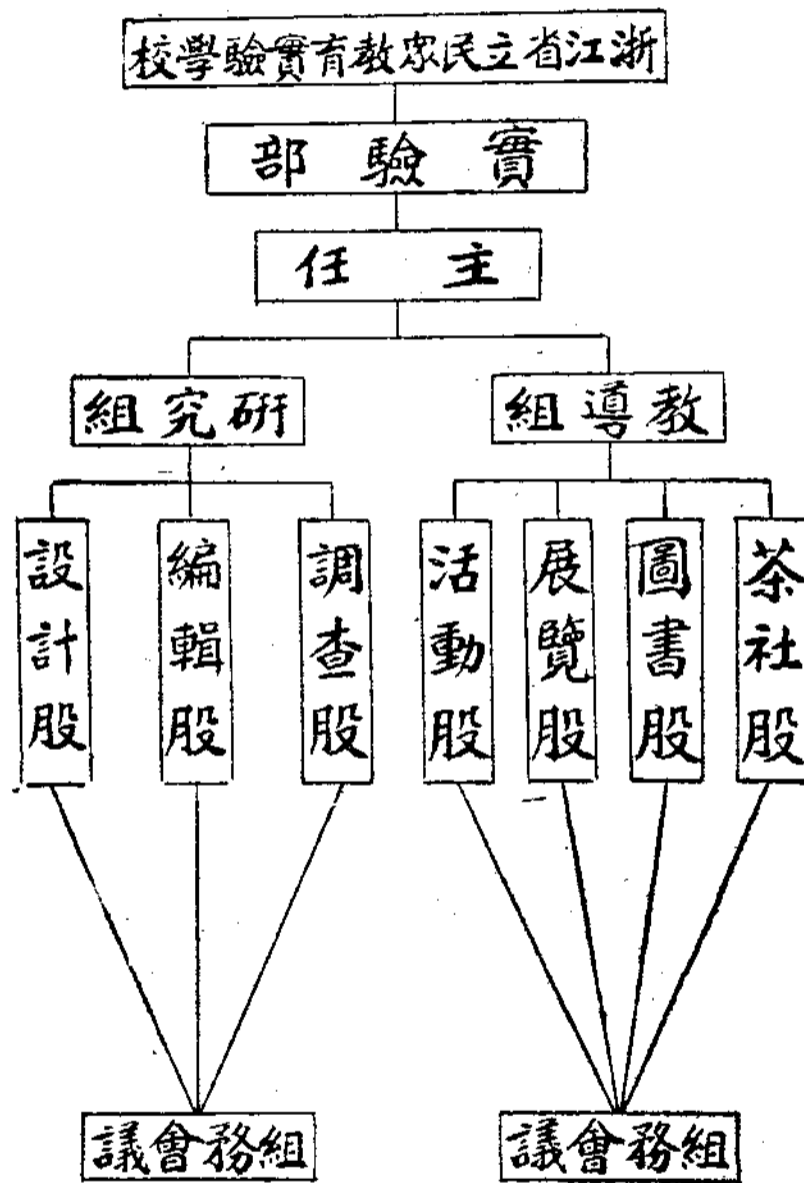 浙江省立民眾教育實驗學校
實驗部
主任
教導組
研究組
茶社股
圖書股
展覽股
活動股
調查股
編輯股
設計股
組務會議
組務會議